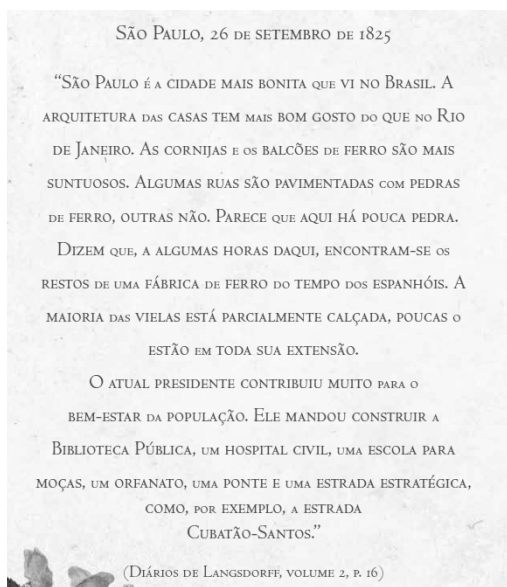 São Paulo, 26 de setembro de 1825
“São Paulo é a cidade mais bonita que vi no Brasil. A
arquitetura das casas tem mais bom gosto do que no Rio
de Janeiro. As cornijas e os balcões de ferro são mais
suntuosos. Algumas ruas são pavimentadas com pedras
de ferro, outras não. Parece que aqui há pouca pedra.
Dizem que, a algumas horas daqui, encontram-se os
restos de uma fábrica de ferro do tempo dos espanhóis. A
maioria das vielas está parcialmente calçada, poucas o
estão em toda sua extensão.
O atual presidente contribuiu muito para o
bem-estar da população. Ele mandou construir a
Biblioteca Pública, um hospital civil, uma escola para
moças, um orfanato, uma ponte e uma estrada estratégica,
como, por exemplo, a estrada
Cubatão-Santos.”
(Diários de Langsdorff, volume 2, p. 16)